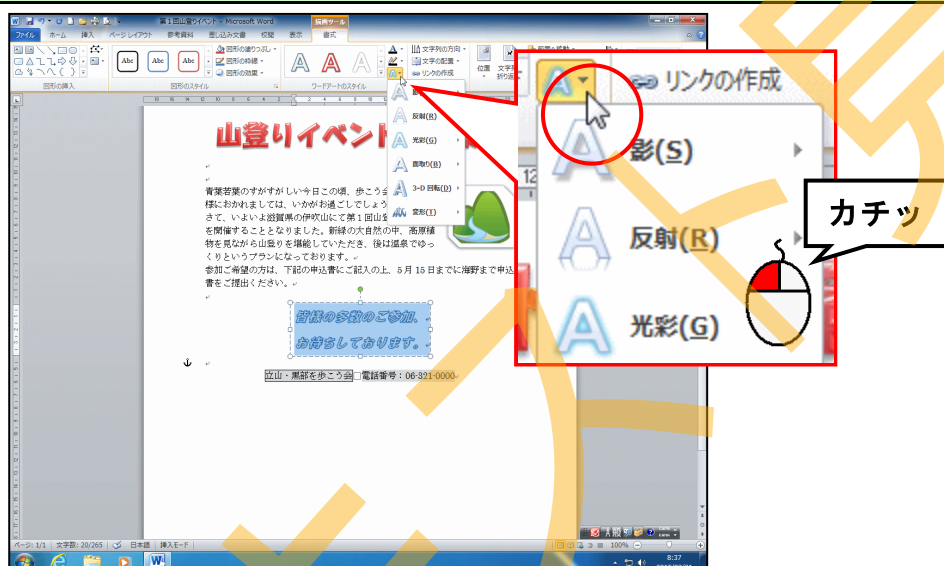 第1回山登りイベント - Microsoft Word
描画ツール
ファイル ホーム 挿入 ページ レイアウト 参考資料 差し込み文書 校閲 表示 書式
Abc Abc Abc
図形の塗りつぶし
図形の枠線
図形の効果
文字列の方向
文字の配置
リンクの作成
位置
図形の挿入 図形のスタイル ワードアートのスタイル
反射(R)
光彩(G)
面取り(B)
3-D 回転(D)
変形(T)
リンクの作成
影(S)
反射(R)
光彩(G)
カチッ
山登りイベント
青葉若葉のすがすがしい今日この頃、歩こう会
様におかれましては、いかがお過ごしでしょう
さて、いよいよ滋賀県の伊吹山にて第1回山登
を開催することとなりました。新緑の大自然の中、高原植
物を見ながら山登りを堪能していただき、後は温泉でゆっ
くりというプランになっております。
参加ご希望の方は、下記の申込書にご記入の上、5月15日までに海野まで申込
書をご提出ください。
皆様の多数のご参加、
お待ちしております。
立山・黒部を歩こう会□電話番号：06-321-0000
ページ: 1/1 文字数: 20/265 日本語 挿入モード
100%
8:37